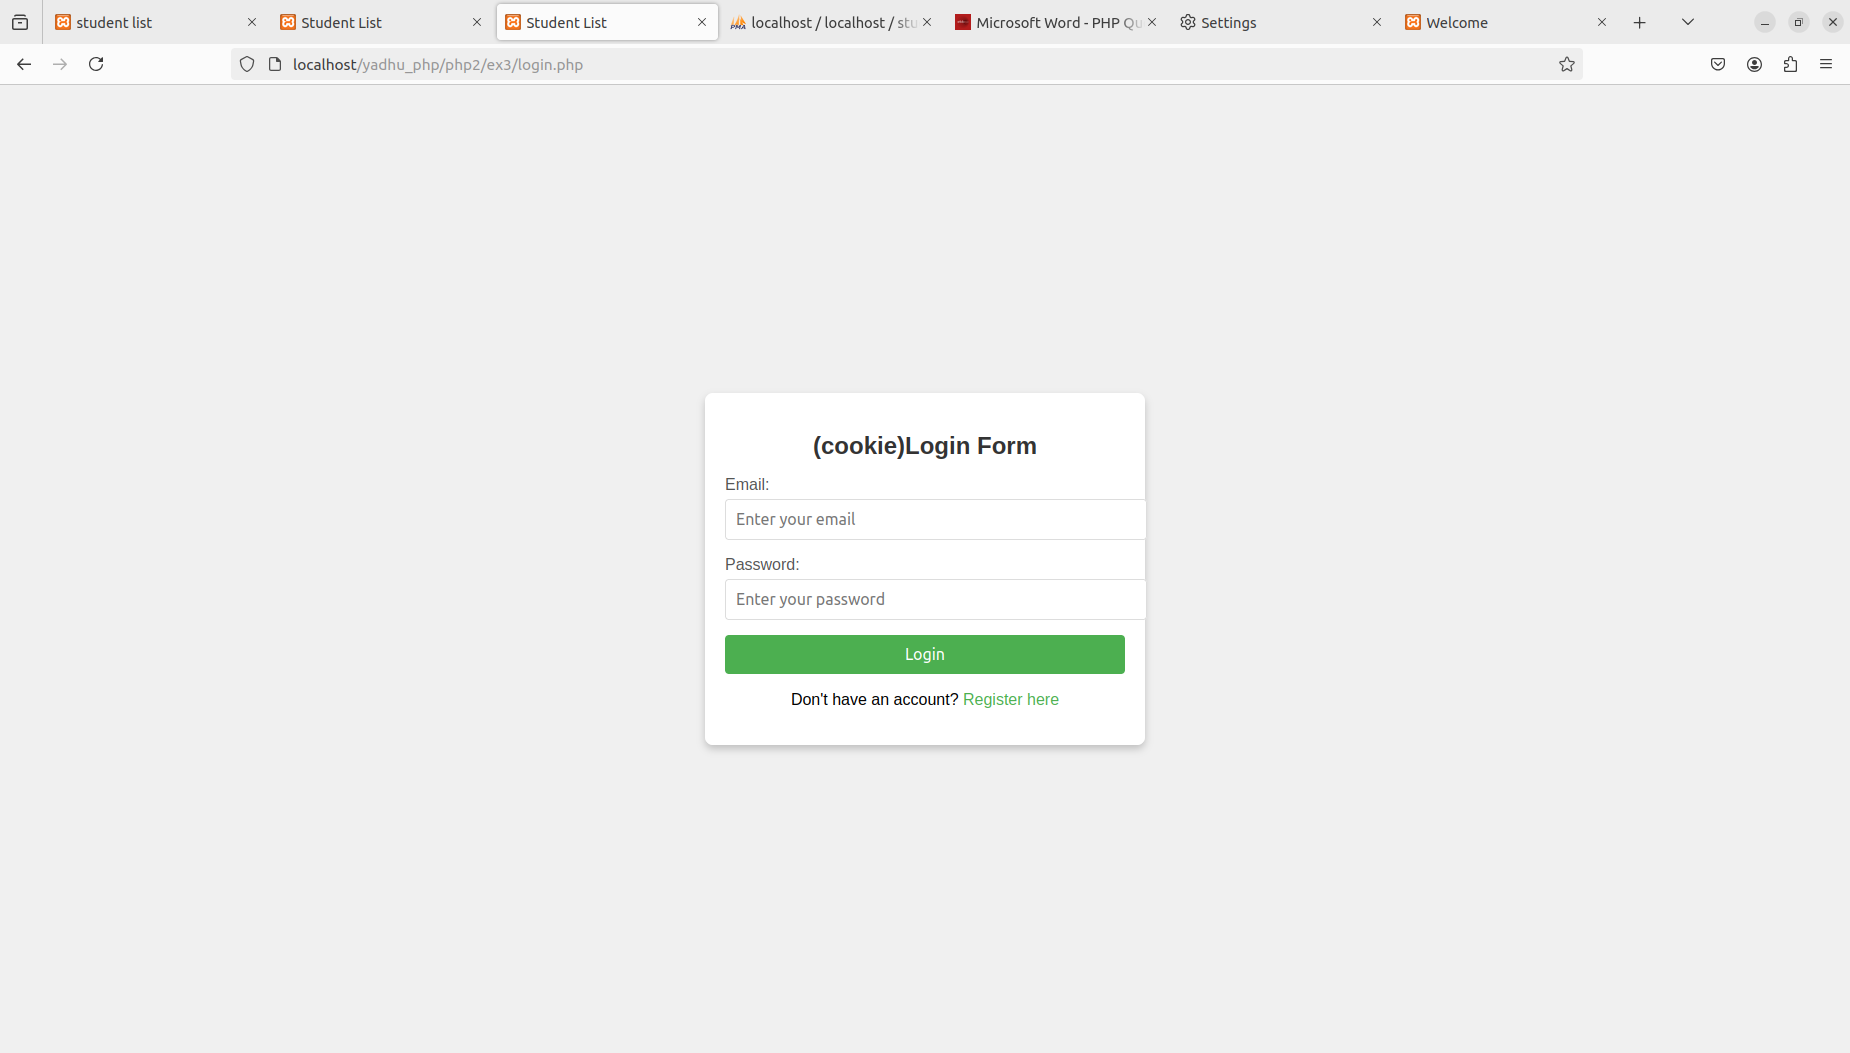 student list
Student List
Student List
localhost / localhost / stu
Microsoft Word - PHP Qu
Settings
Welcome
localhost/yadhu_php/php2/ex3/login.php
(cookie)Login Form
Email:
Enter your email
Password:
Enter your password
Login
Don't have an account? Register here